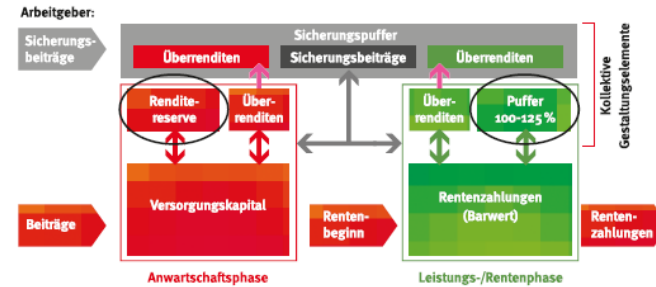 Arbeitgeber:
Sicherungs-
beiträge
Sicherungspuffer
Überrenditen
Sicherungsbeiträge
Überrenditen
Kollektive
Gestaltungselemente
Rendite-
reserve
Über-
renditen
Über-
renditen
Puffer
100-125 %
Beiträge
Versorgungskapital
Renten-
beginn
Rentenzahlungen
(Barwert)
Renten-
zahlungen
Anwartschaftsphase
Leistungs-/Rentenphase